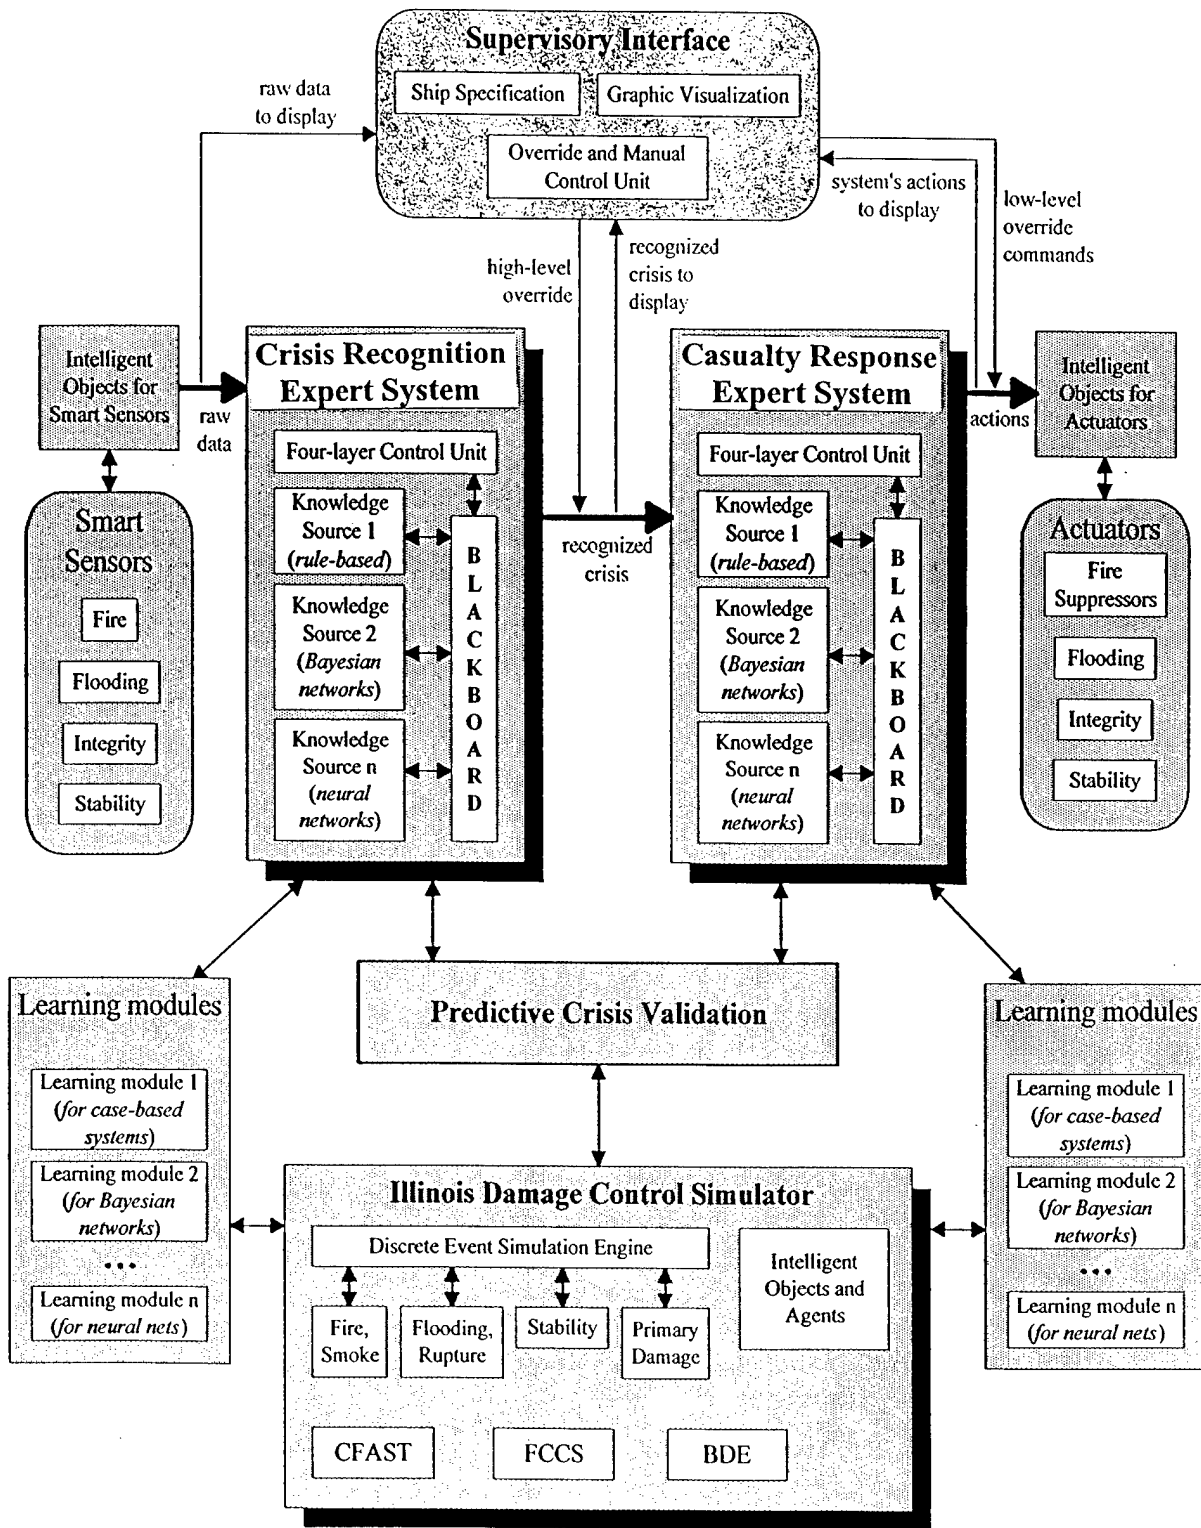 Supervisory Interface
Ship Specification
Graphic Visualization
Override and Manual
Control Unit
raw data
to display
system's actions
to display
low-level
override
commands
high-level
override
recognized
crisis to
display
Intelligent
Objects for
Smart Sensors
raw
data
Smart
Sensors
Fire
Flooding
Integrity
Stability
Crisis Recognition
Expert System
Four-layer Control Unit
Knowledge
Source 1
(rule-based)
Knowledge
Source 2
(Bayesian
networks)
Knowledge
Source n
(neural
networks)
B
L
A
C
K
B
O
A
R
D
recognized
crisis
Casualty Response
Expert System
Four-layer Control Unit
Knowledge
Source 1
(rule-based)
Knowledge
Source 2
(Bayesian
networks)
Knowledge
Source n
(neural
networks)
B
L
A
C
K
B
O
A
R
D
actions
Intelligent
Objects for
Actuators
Actuators
Fire
Suppressors
Flooding
Integrity
Stability
Learning modules
Learning module 1
(for case-based
systems)
Learning module 2
(for Bayesian
networks)
...
Learning module n
(for neural nets)
Predictive Crisis Validation
Learning modules
Learning module 1
(for case-based
systems)
Learning module 2
(for Bayesian
networks)
...
Learning module n
(for neural nets)
Illinois Damage Control Simulator
Discrete Event Simulation Engine
Intelligent
Objects and
Agents
Fire,
Smoke
Flooding,
Rupture
Stability
Primary
Damage
CFAST
FCCS
BDE